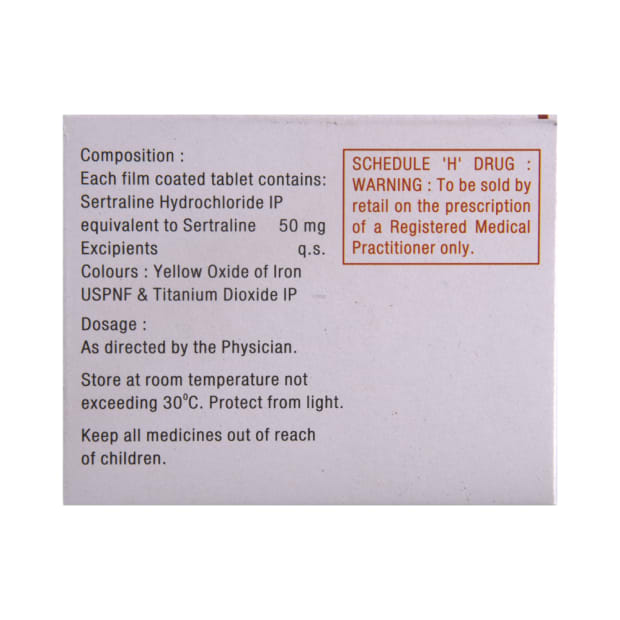 Composition :
Each film coated tablet contains:
Sertraline Hydrochloride IP
equivalent to Sertraline 50 mg
Excipients q.s.
Colours : Yellow Oxide of Iron
USPNF & Titanium Dioxide IP
Dosage :
As directed by the Physician.
Store at room temperature not
exceeding 30⁰C. Protect from light.
Keep all medicines out of reach
of children.
SCHEDULE 'H' DRUG :
WARNING : To be sold by
retail on the prescription
of a Registered Medical
Practitioner only.